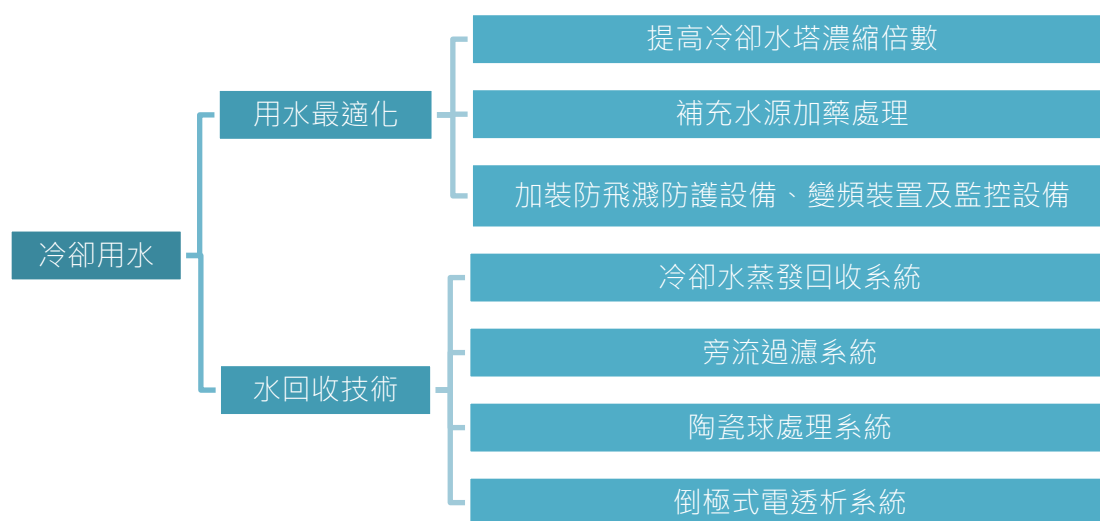 冷卻用水
用水最適化
提高冷卻水塔濃縮倍數
補充水源加藥處理
加裝防飛濺防護設備、變頻裝置及監控設備
水回收技術
冷卻水蒸發回收系統
旁流過濾系統
陶瓷球處理系統
倒極式電透析系統